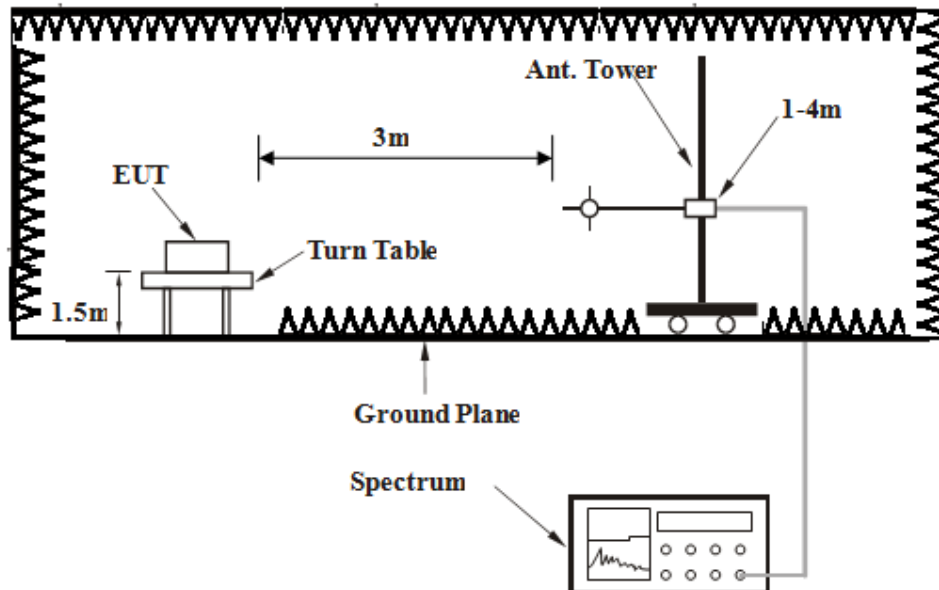 Ant. Tower
1-4m
3m
EUT
Turn Table
1.5m
Ground Plane
Spectrum